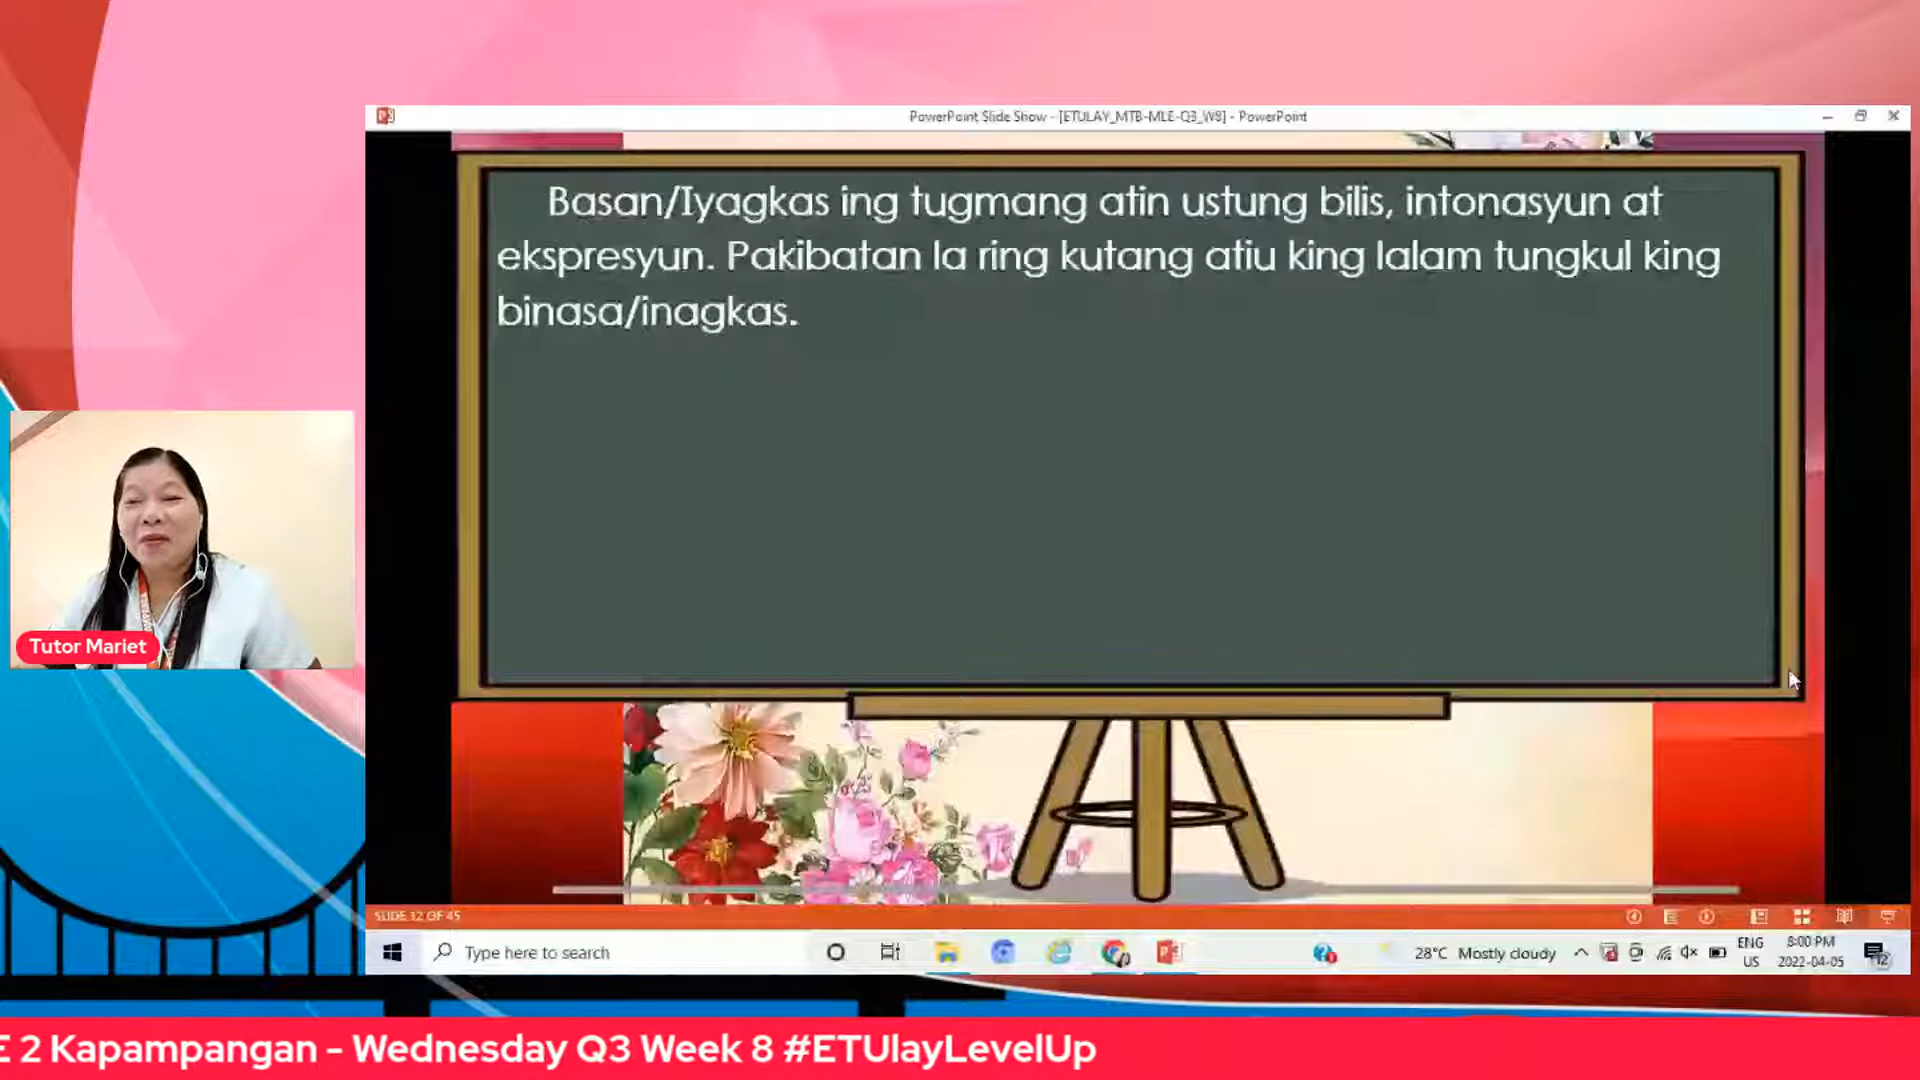 PowerPoint Slide Show - [ETULAY_MTB-MLE-Q3_W8] - PowerPoint
Basan/Iyagkas ing tugmang atin ustung bilis, intonasyun at
ekspresyun. Pakibatan la ring kutang atiu king lalam tungkul king
binasa/inagkas.
Tutor Mariet
SLIDE 12 OF 45
Type here to search
28°C Mostly cloudy
ENG
US
8:00 PM
2022-04-05
12
E 2 Kapampangan - Wednesday Q3 Week 8 #ETUlayLevelUp